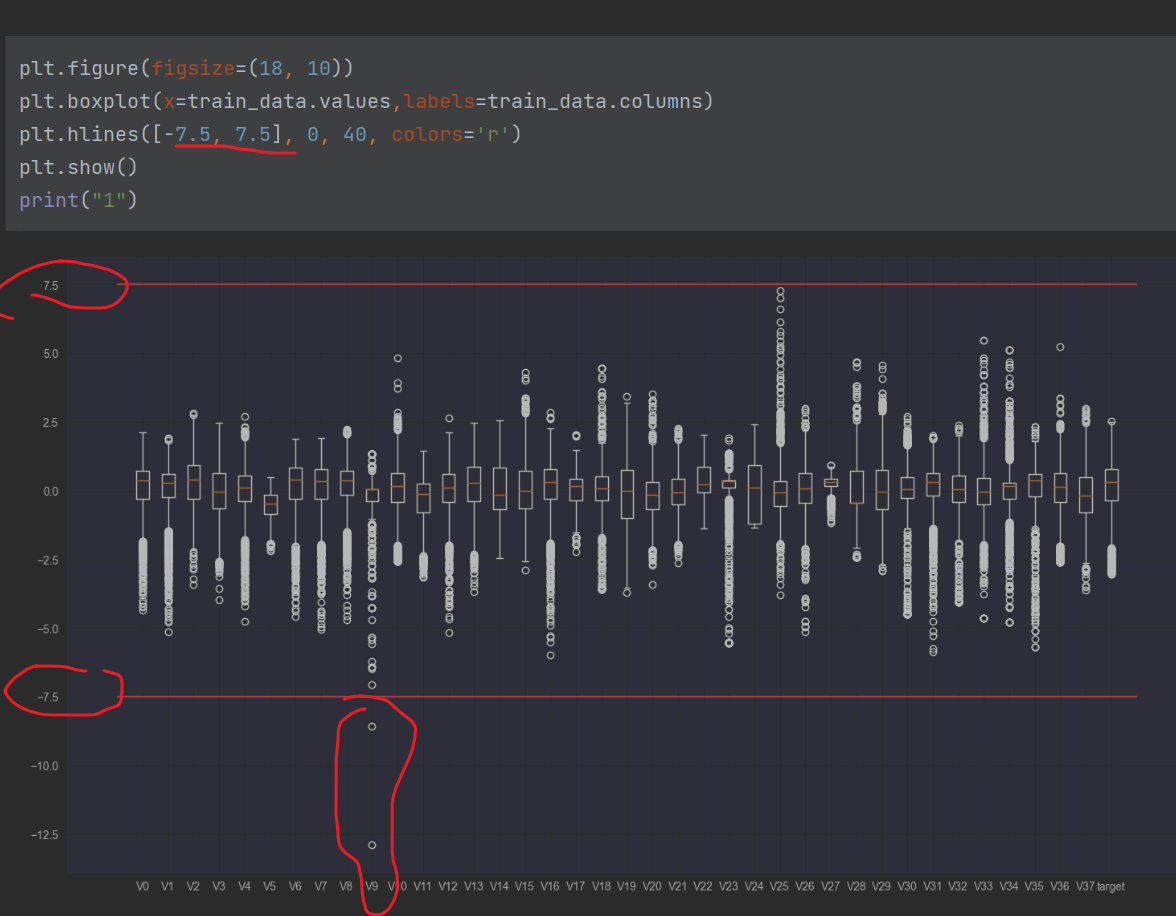 plt.figure(figsize=(18, 10))
plt.boxplot(x=train_data.values,labels=train_data.columns)
plt.hlines([-7.5, 7.5], 0, 40, colors='r')
plt.show()
print("1")
7.5
5.0
2.5
0.0
−2.5
−5.0
−7.5
−10.0
−12.5
V0 V1 V2 V3 V4 V5 V6 V7 V8 V9 V10 V11 V12 V13 V14 V15 V16 V17 V18 V19 V20 V21 V22 V23 V24 V25 V26 V27 V28 V29 V30 V31 V32 V33 V34 V35 V36 V37 target